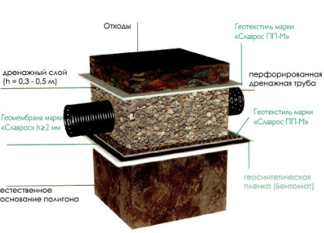 Отходы
Геотекстиль марки
«Славрос ПП-М»
дренажный слой
(h = 0,3 - 0,5 м)
перфорированная
дренажная труба
Геомембрана марки
«Славрос» h≥2 мм
Геотекстиль марки
«Славрос ПП-М»
геосинтетическая
пленка (Бентомат)
естественное
основание полигона